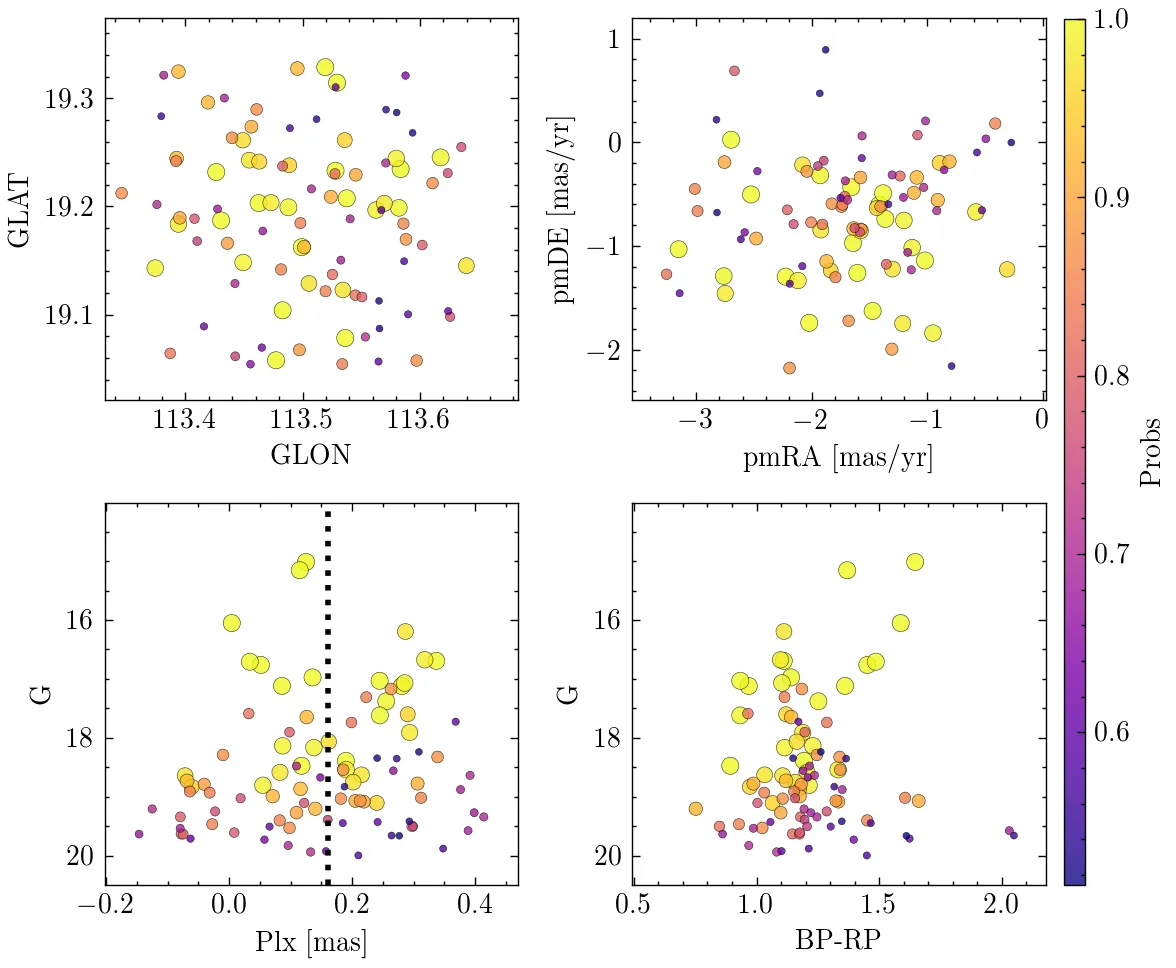 19.3
19.2
19.1
GLAT
113.4 113.5 113.6
GLON
1
0
−1
−2
pmDE [mas/yr]
−3 −2 −1 0
pmRA [mas/yr]
1.0
0.9
0.8
0.7
0.6
Probs
16
18
20
G
−0.2 0.0 0.2 0.4
Plx [mas]
16
18
20
G
0.5 1.0 1.5 2.0
BP-RP